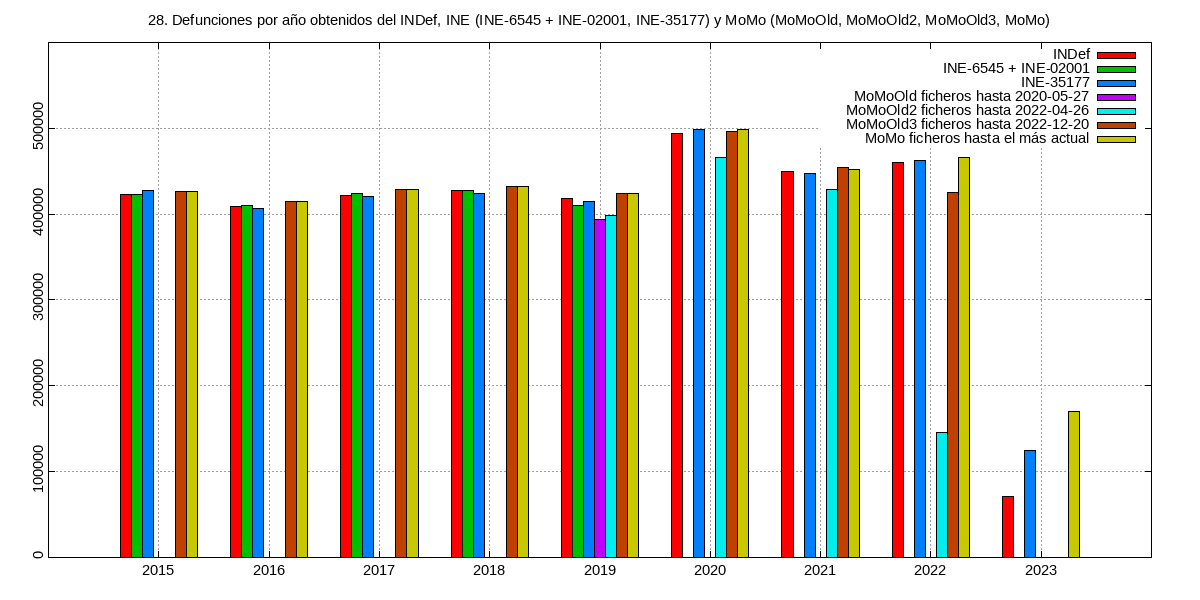 28. Defunciones por año obtenidos del INDef, INE (INE-6545 + INE-02001, INE-35177) y MoMo (MoMoOld, MoMoOld2, MoMoOld3, MoMo)
INDef
INE-6545 + INE-02001
INE-35177
MoMoOld ficheros hasta 2020-05-27
MoMoOld2 ficheros hasta 2022-04-26
MoMoOld3 ficheros hasta 2022-12-20
MoMo ficheros hasta el más actual
500000
400000
300000
200000
100000
0
2015
2016
2017
2018
2019
2020
2021
2022
2023